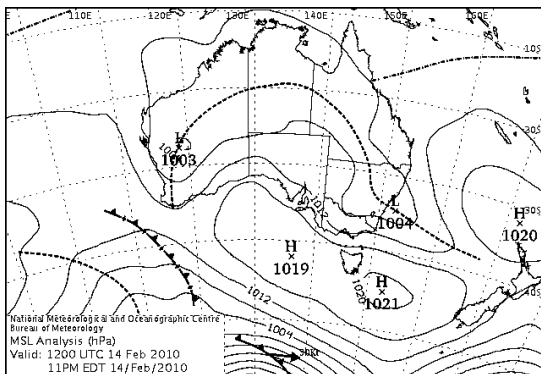 110E 120E 130E 140E 150E 160E 170E
10S
20S
L
1003
30S
L
1004
H
1020
1012
H
1019
H
1021
1020
40S
1012
1004
National Meteorological and Oceanographic Centre
Bureau of Meteorology
MSL Analysis (hPa)
Valid: 1200 UTC 14 Feb 2010
11PM EDT 14/Feb/2010